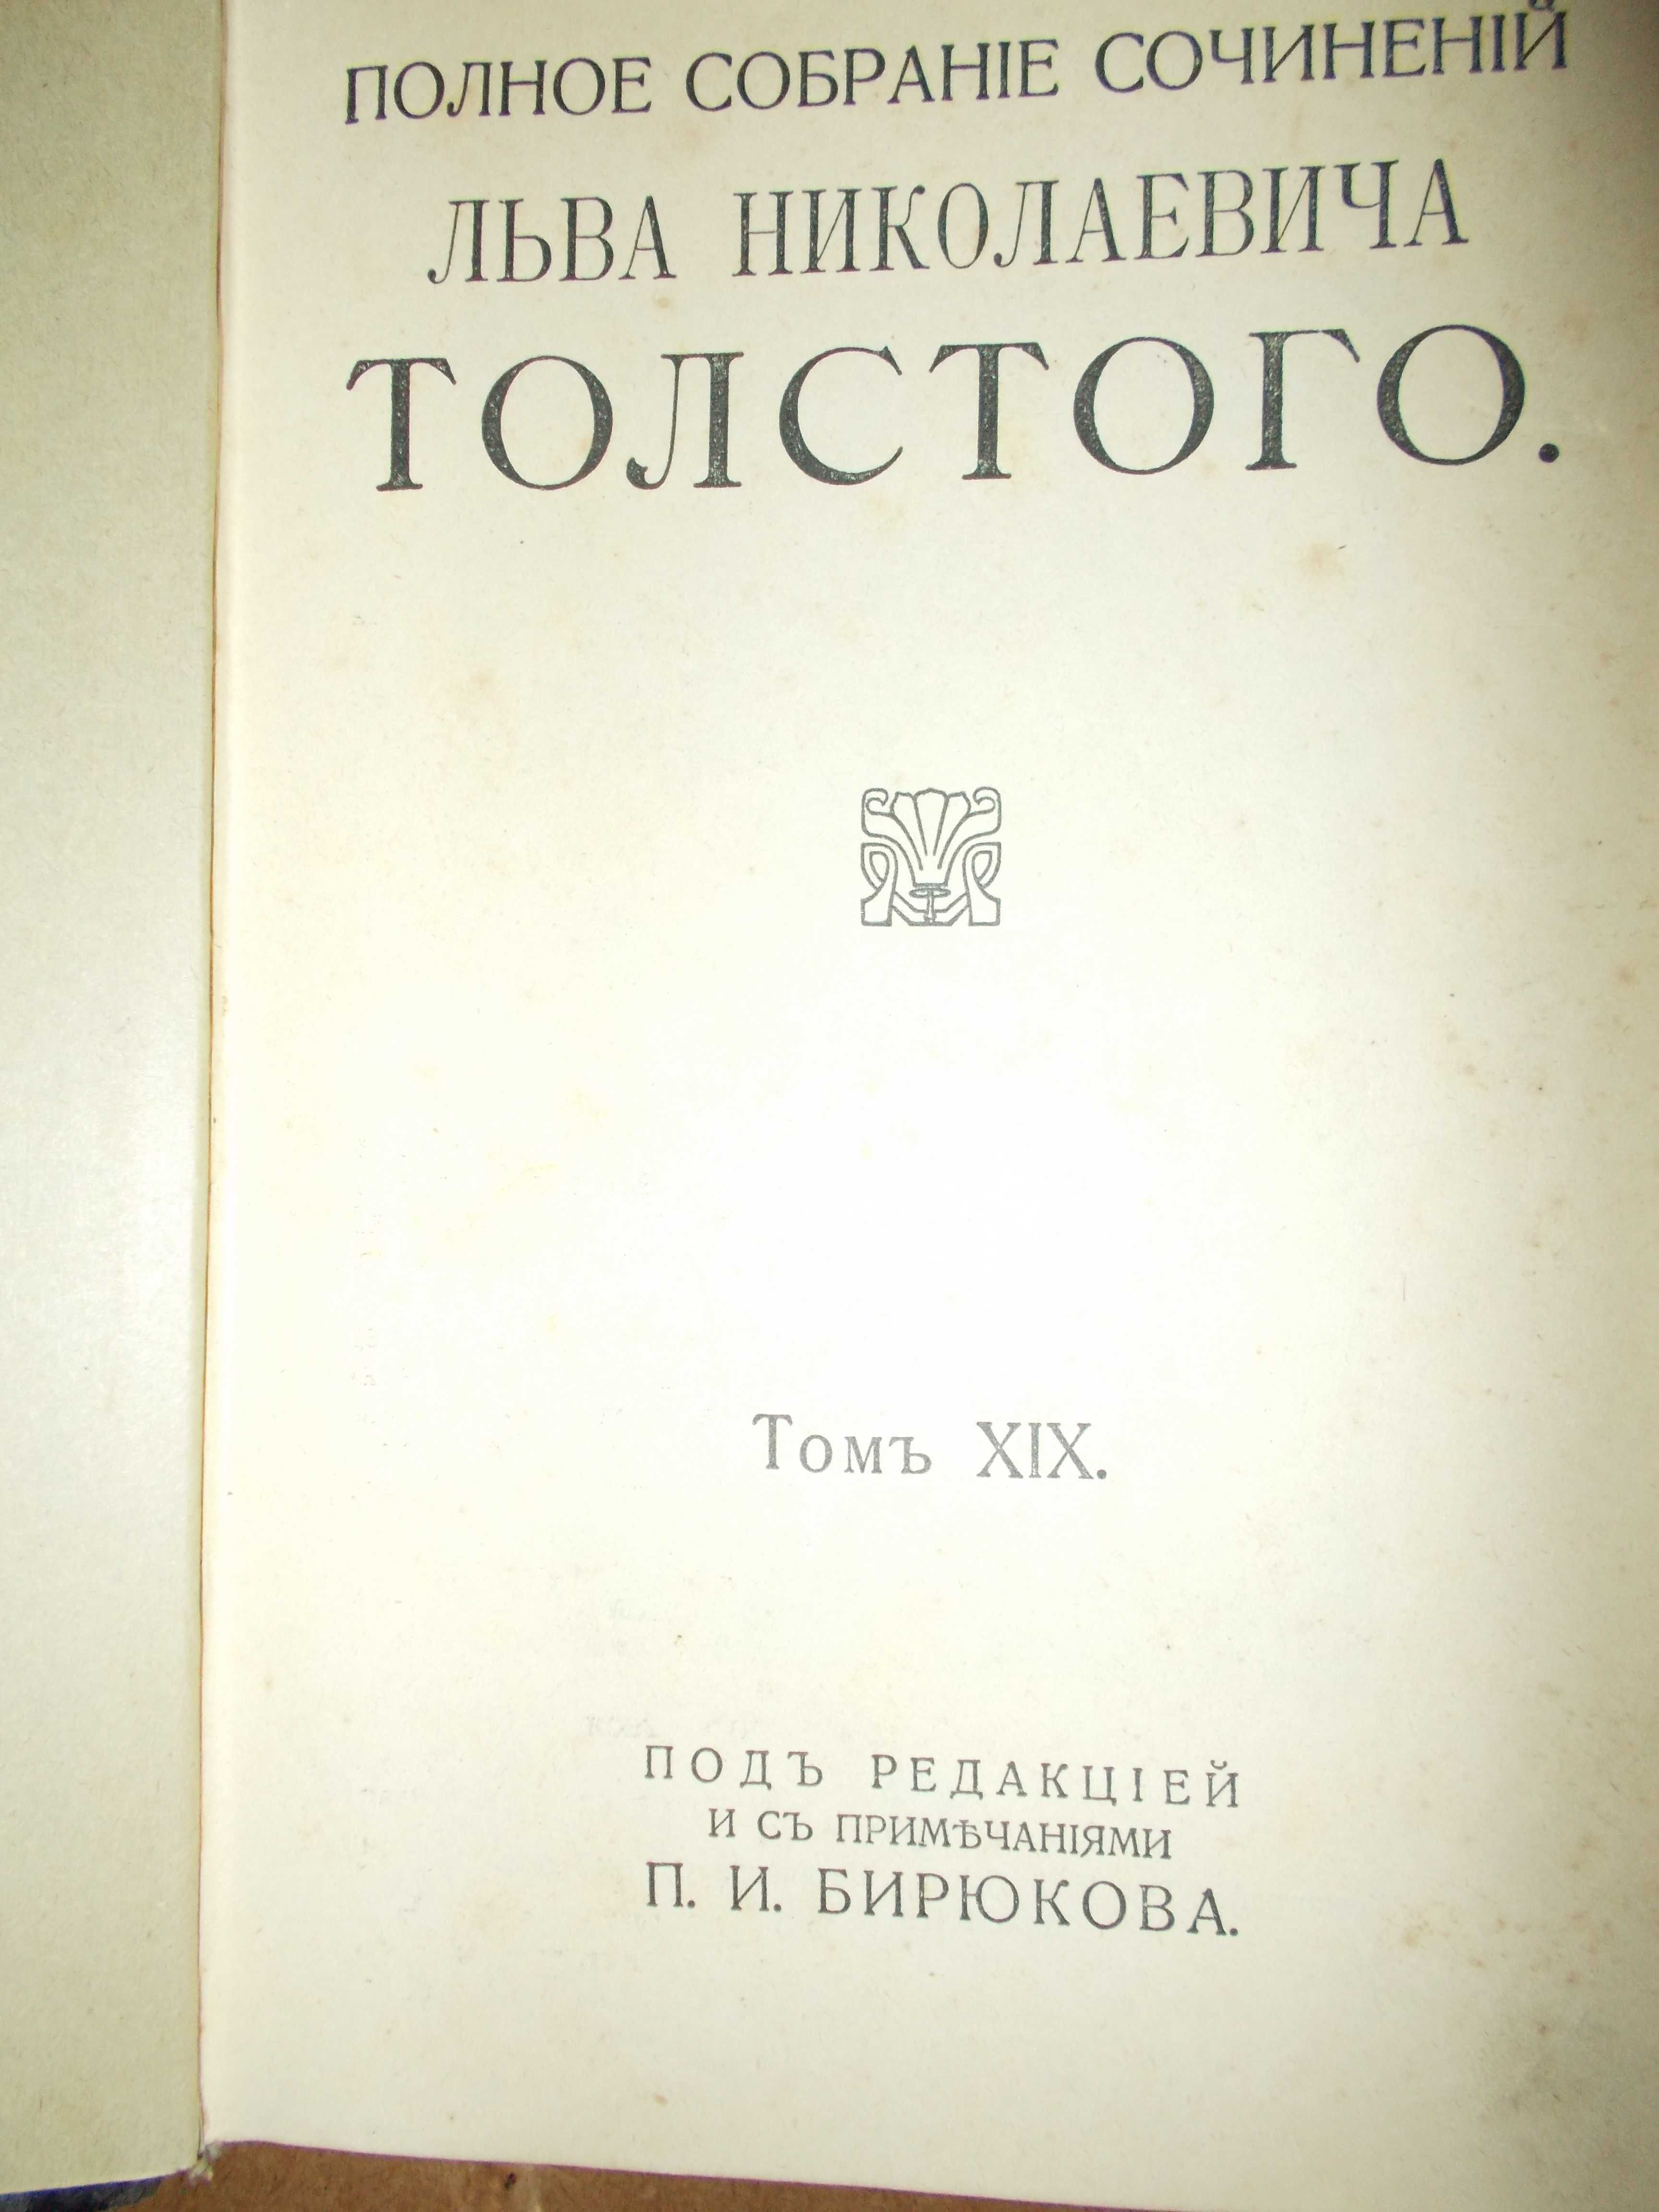 ПОЛНОЕ СОБРАНІЕ СОЧИНЕНІЙ
ЛЬВА НИКОЛАЕВИЧА
ТОЛСТОГО.
Томъ XIX.
ПОДЪ РЕДАКЦІЕЙ
И СЪ ПРИМѢЧАНІЯМИ
П. И. БИРЮКОВА.